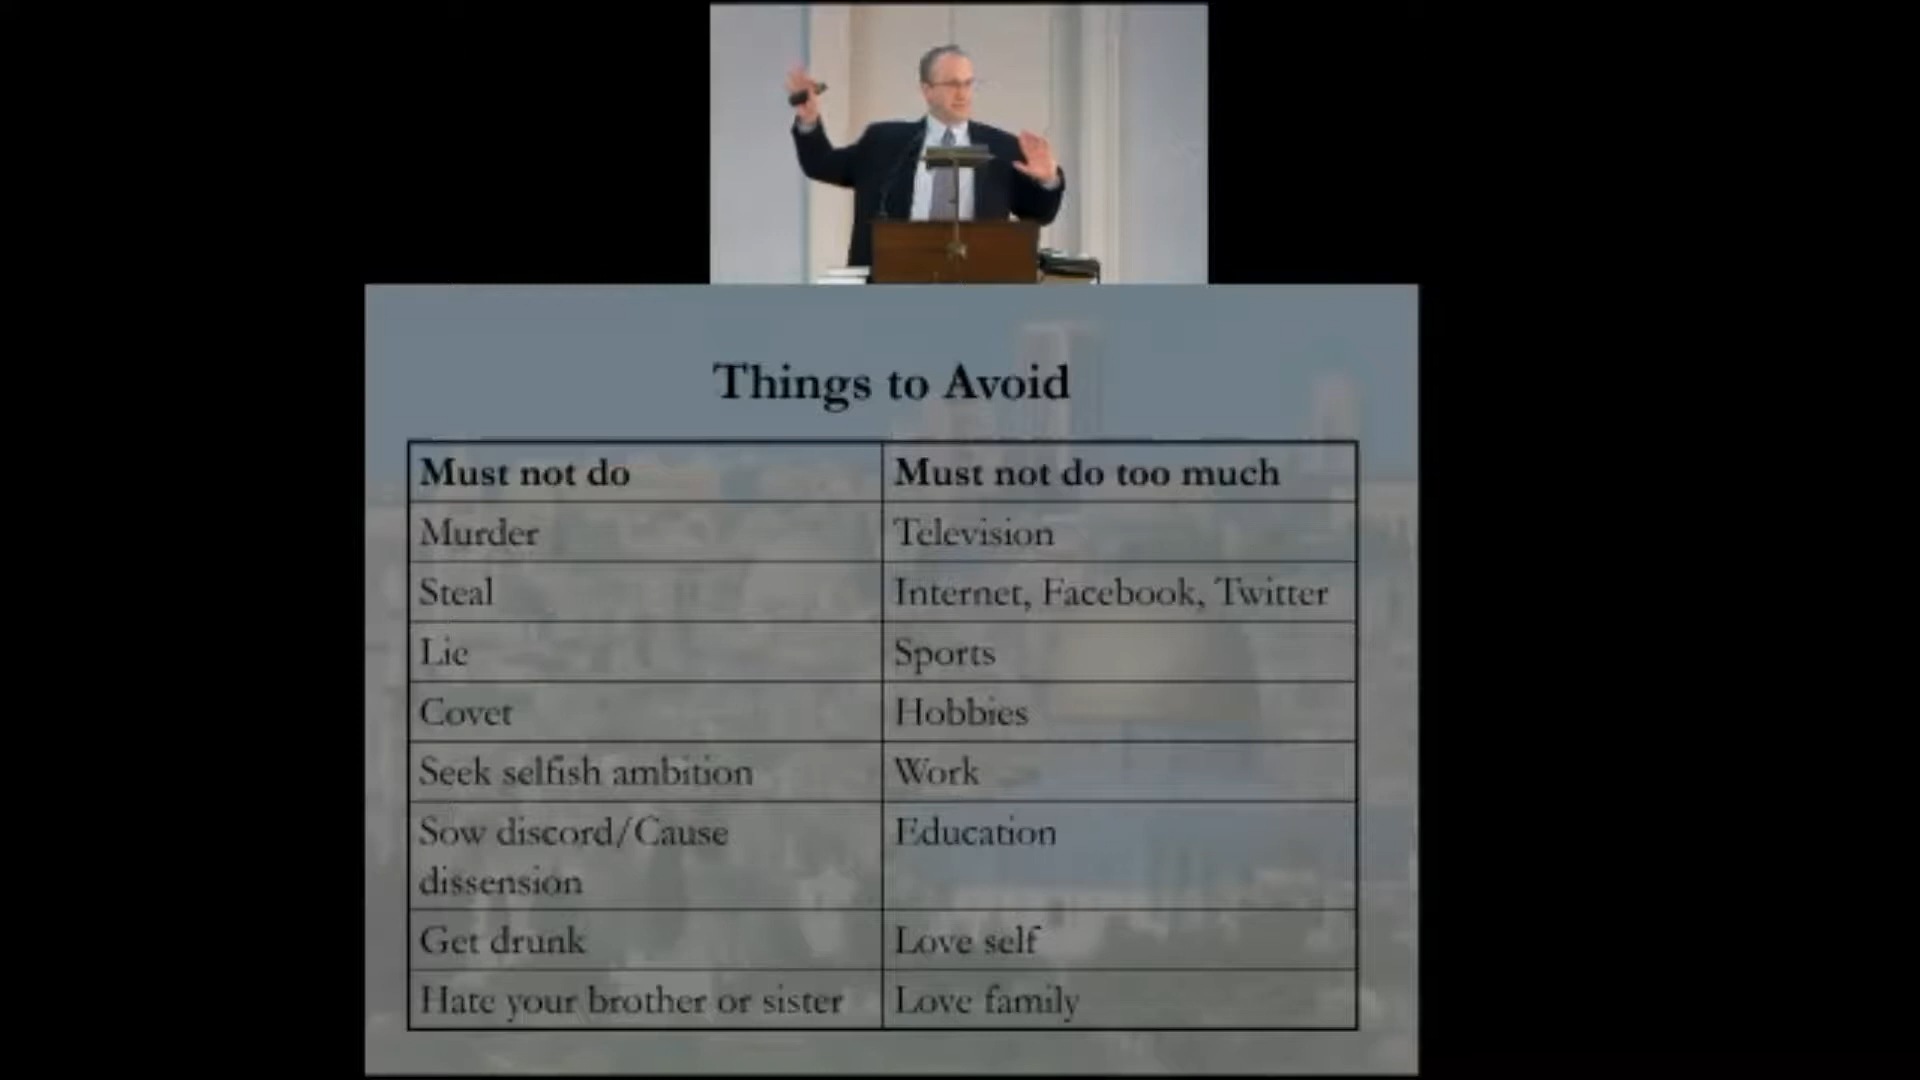 Things to Avoid
Must not do
Must not do too much
Murder
Television
Steal
Internet, Facebook, Twitter
Lie
Sports
Covet
Hobbies
Seek selfish ambition
Work
Sow discord/Cause
dissension
Education
Get drunk
Love self
Hate your brother or sister
Love family